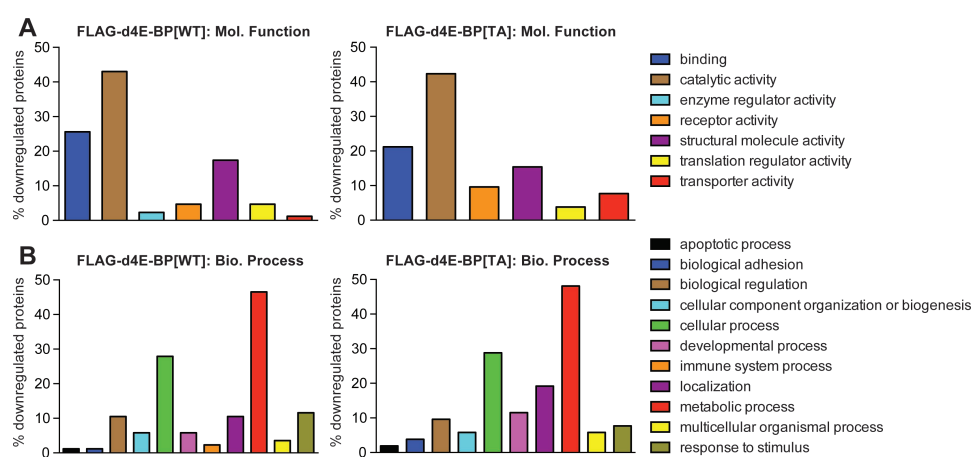 A
FLAG-d4E-BP[WT]: Mol. Function
% downregulated proteins
50
40
30
20
10
0
FLAG-d4E-BP[TA]: Mol. Function
% downregulated proteins
50
40
30
20
10
0
binding
catalytic activity
enzyme regulator activity
receptor activity
structural molecule activity
translation regulator activity
transporter activity
B
FLAG-d4E-BP[WT]: Bio. Process
% downregulated proteins
50
40
30
20
10
0
FLAG-d4E-BP[TA]: Bio. Process
% downregulated proteins
50
40
30
20
10
0
apoptotic process
biological adhesion
biological regulation
cellular component organization or biogenesis
cellular process
developmental process
immune system process
localization
metabolic process
multicellular organismal process
response to stimulus